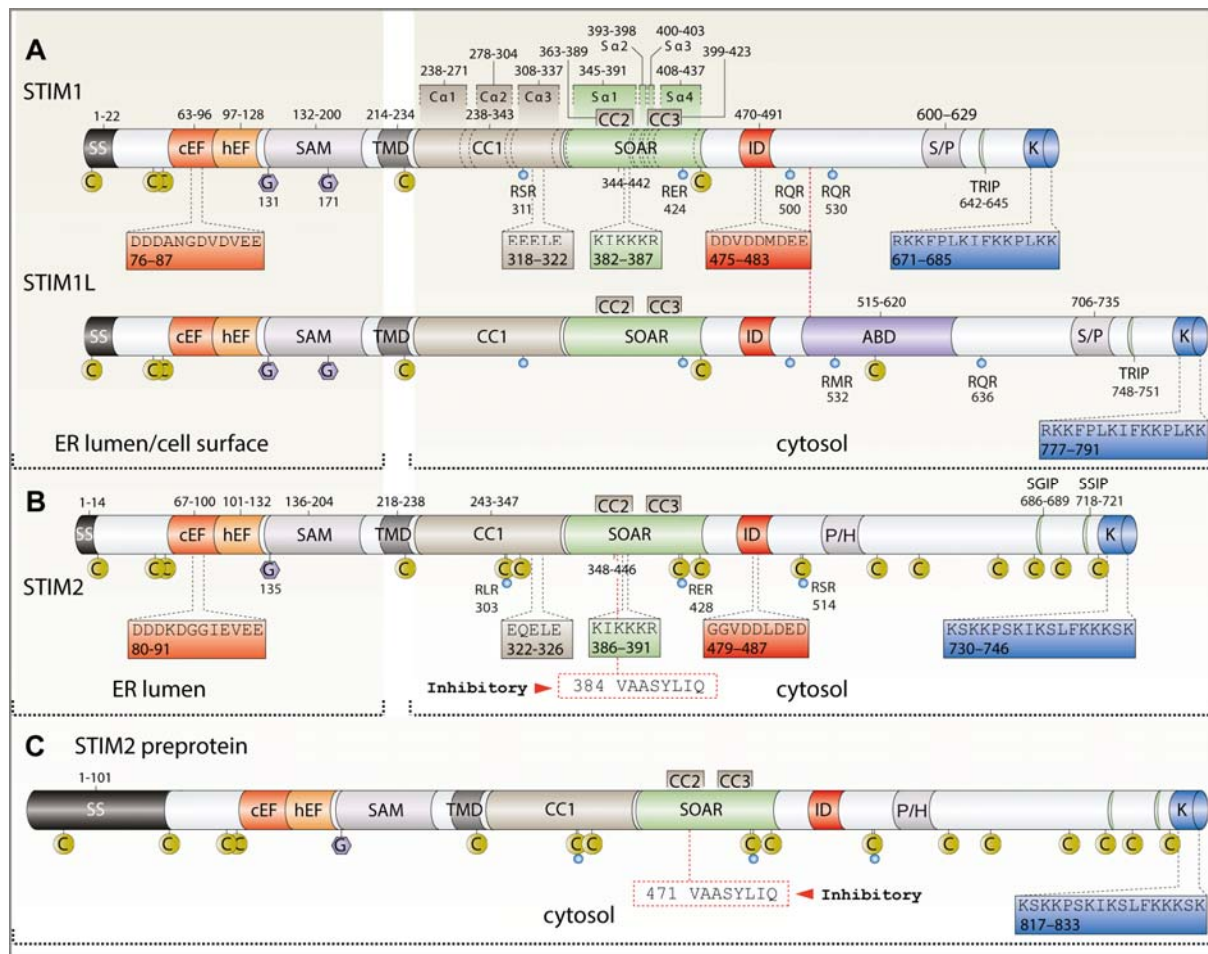 A
STIM1
393-398
Sα2
400-403
Sα3
363-389
399-423
278-304
238-271
308-337
345-391
408-437
Cα1
Cα2
Cα3
Sα1
Sα4
CC2
CC3
1-22
63-96
97-128
132-200
214-234
238-343
470-491
600-629
SS
cEF
hEF
SAM
TMD
CC1
SOAR
ID
S/P
K
C
C
C
G
131
G
171
C
RSR
311
344-442
RER
424
C
RQR
500
RQR
530
TRIP
642-645
DDDANGDVDVEE
76-87
EEELE
318-322
KIKKKR
382-387
DDVDDMDEE
475-483
RKKFPLKIFKKPLKK
671-685
STIM1L
CC2
CC3
515-620
706-735
SS
cEF
hEF
SAM
TMD
CC1
SOAR
ID
ABD
S/P
K
C
C
C
G
G
C
C
RMR
532
C
RQR
636
TRIP
748-751
RKKFPLKIFKKPLKK
777-791
ER lumen/cell surface
cytosol
B
STIM2
1-14
67-100
101-132
136-204
218-238
243-347
CC2
CC3
SGIP
686-689
SSIP
718-721
SS
cEF
hEF
SAM
TMD
CC1
SOAR
ID
P/H
K
C
C
C
G
135
C
C
C
RLR
303
348-446
C
C
RER
428
C
RSR
514
C
C
C
C
C
C
DDDKDGGIEVEE
80-91
EQELE
322-326
KIKKKR
386-391
GGVDDLDED
479-487
KSKKPSKIKSLFKKKSK
730-746
Inhibitory
384 VAASYLIQ
ER lumen
cytosol
C
STIM2 preprotein
1-101
CC2
CC3
SS
cEF
hEF
SAM
TMD
CC1
SOAR
ID
P/H
K
C
C
C
C
G
C
C
C
C
C
C
C
C
C
C
C
C
471 VAASYLIQ
Inhibitory
KSKKPSKIKSLFKKKSK
817-833
cytosol